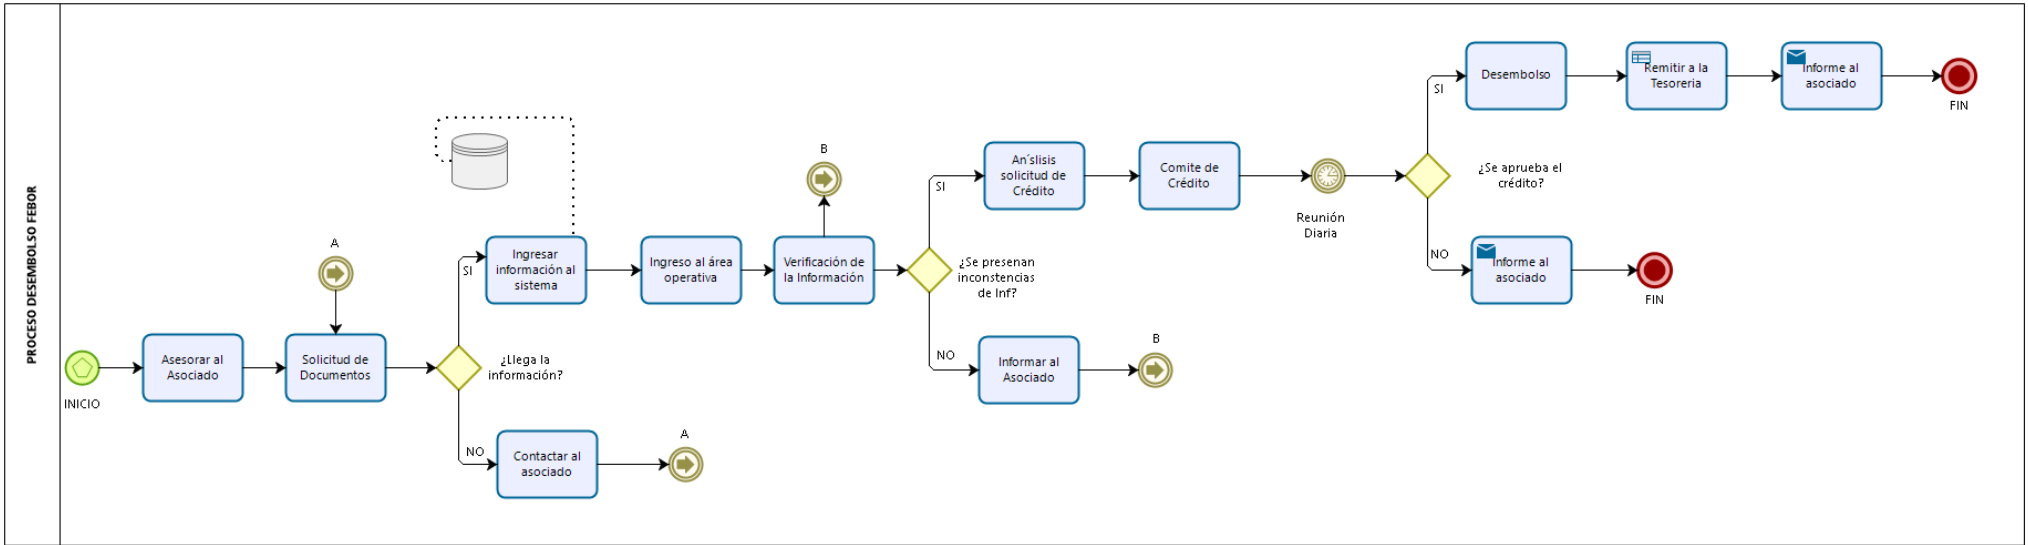 PROCESO DESEMBOLSO FEBOR
INICIO
Asesorar al
Asociado
A
Solicitud de
Documentos
¿Llega la
información?
SI
NO
Contactar al
asociado
A
Ingresar
información al
sistema
Ingreso al área
operativa
Verificación de
la Información
B
¿Se presenan
inconstencias
de Inf?
SI
NO
Informar al
Asociado
B
An´slisis
solicitud de
Crédito
Comite de
Crédito
Reunión
Diaria
¿Se aprueba el
crédito?
SI
NO
Desembolso
Remitir a la
Tesoreria
Informe al
asociado
FIN
Informe al
asociado
FIN